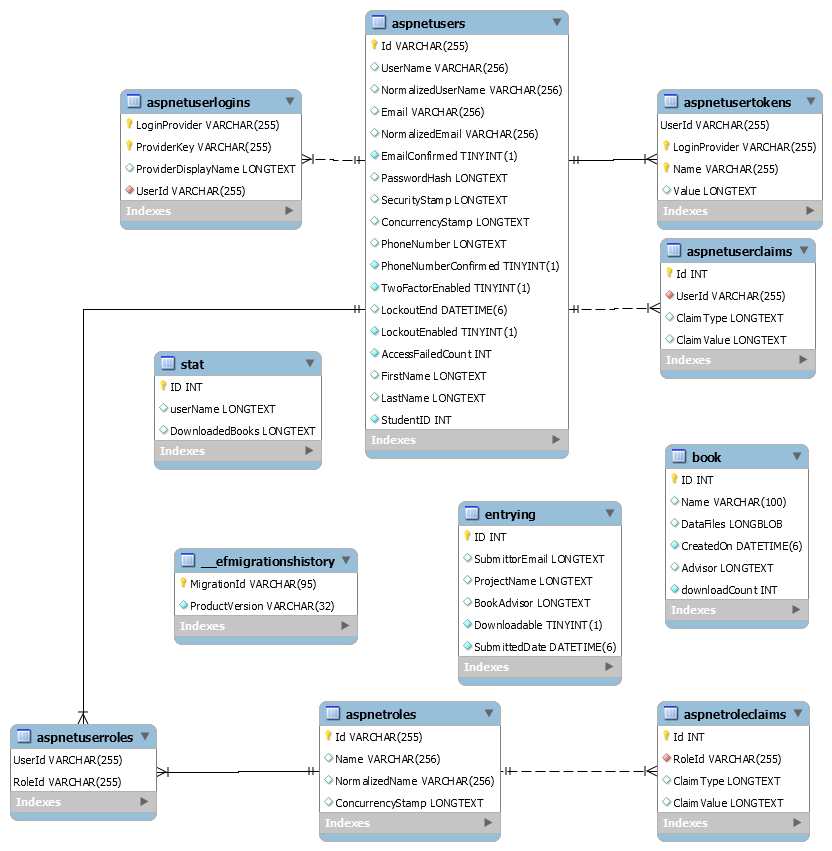 aspnetusers
Id VARCHAR(255)
UserName VARCHAR(256)
NormalizedUserName VARCHAR(256)
Email VARCHAR(256)
NormalizedEmail VARCHAR(256)
EmailConfirmed TINYINT(1)
PasswordHash LONGTEXT
SecurityStamp LONGTEXT
ConcurrencyStamp LONGTEXT
PhoneNumber LONGTEXT
PhoneNumberConfirmed TINYINT(1)
TwoFactorEnabled TINYINT(1)
LockoutEnd DATETIME(6)
LockoutEnabled TINYINT(1)
AccessFailedCount INT
FirstName LONGTEXT
LastName LONGTEXT
StudentID INT
Indexes
aspnetuserlogins
LoginProvider VARCHAR(255)
ProviderKey VARCHAR(255)
ProviderDisplayName LONGTEXT
UserId VARCHAR(255)
Indexes
aspnetusertokens
UserId VARCHAR(255)
LoginProvider VARCHAR(255)
Name VARCHAR(255)
Value LONGTEXT
Indexes
aspnetuserclaims
Id INT
UserId VARCHAR(255)
ClaimType LONGTEXT
ClaimValue LONGTEXT
Indexes
stat
ID INT
userName LONGTEXT
DownloadedBooks LONGTEXT
Indexes
book
ID INT
Name VARCHAR(100)
DataFiles LONGBLOB
CreatedOn DATETIME(6)
Advisor LONGTEXT
downloadCount INT
Indexes
entrying
ID INT
SubmittorEmail LONGTEXT
ProjectName LONGTEXT
BookAdvisor LONGTEXT
Downloadable TINYINT(1)
SubmittedDate DATETIME(6)
Indexes
__efmigrationshistory
MigrationId VARCHAR(95)
ProductVersion VARCHAR(32)
Indexes
aspnetuserroles
UserId VARCHAR(255)
RoleId VARCHAR(255)
Indexes
aspnetroles
Id VARCHAR(255)
Name VARCHAR(256)
NormalizedName VARCHAR(256)
ConcurrencyStamp LONGTEXT
Indexes
aspnetroleclaims
Id INT
RoleId VARCHAR(255)
ClaimType LONGTEXT
ClaimValue LONGTEXT
Indexes